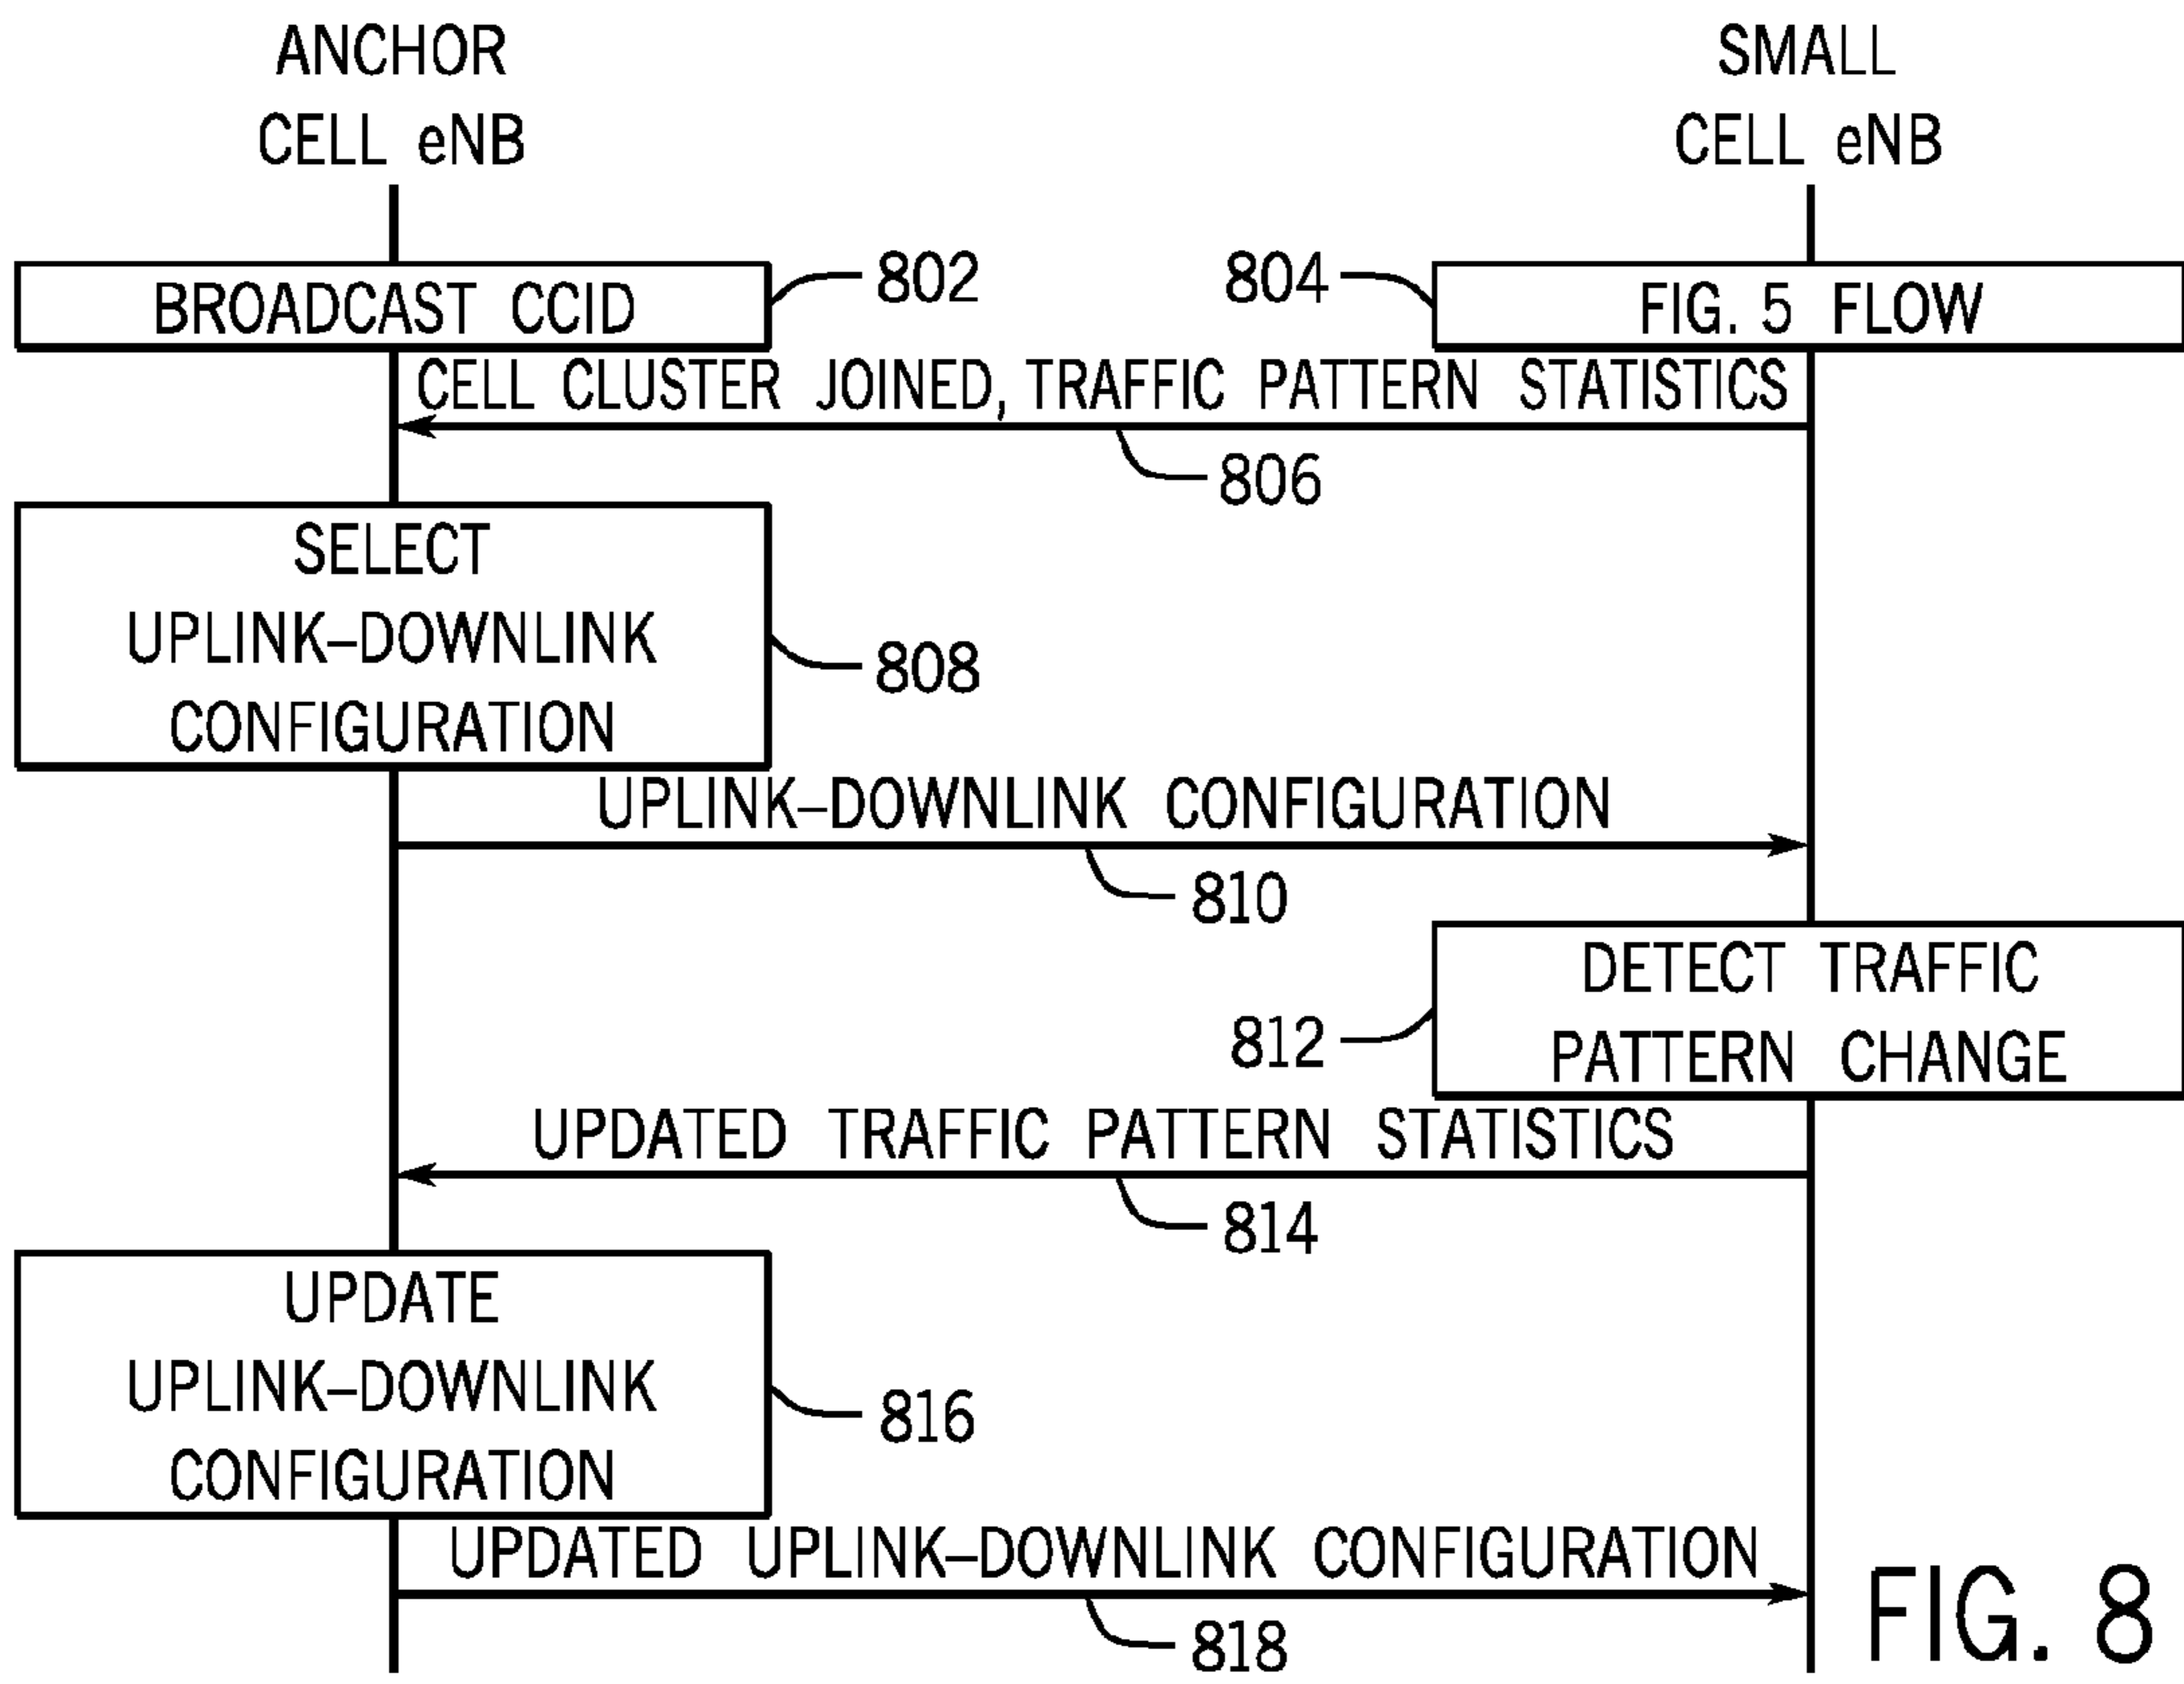 ANCHOR
CELL eNB
SMALL
CELL eNB
BROADCAST CCID
802
804
FIG. 5 FLOW
CELL CLUSTER JOINED, TRAFFIC PATTERN STATISTICS
806
SELECT
UPLINK–DOWNLINK
CONFIGURATION
808
UPLINK–DOWNLINK CONFIGURATION
810
DETECT TRAFFIC
PATTERN CHANGE
812
UPDATED TRAFFIC PATTERN STATISTICS
814
UPDATE
UPLINK–DOWNLINK
CONFIGURATION
816
UPDATED UPLINK–DOWNLINK CONFIGURATION
818
FIG. 8